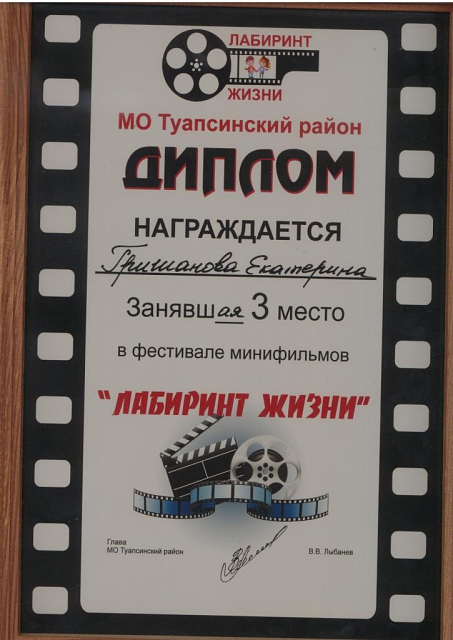 ЛАБИРИНТ
ЖИЗНИ
МО Туапсинский район
ДИПЛОМ
НАГРАЖДАЕТСЯ
Гришанова Екатерина
Занявшая 3 место
в фестивале минифильмов
"ЛАБИРИНТ ЖИЗНИ"
Глава
МО Туапсинский район
В.В. Лыбанев